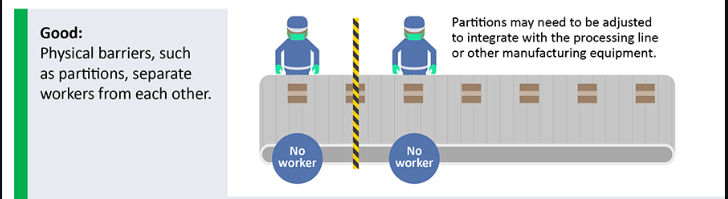 Good:
Physical barriers, such
as partitions, separate
workers from each other.
Partitions may need to be adjusted
to integrate with the processing line
or other manufacturing equipment.
No
worker
No
worker